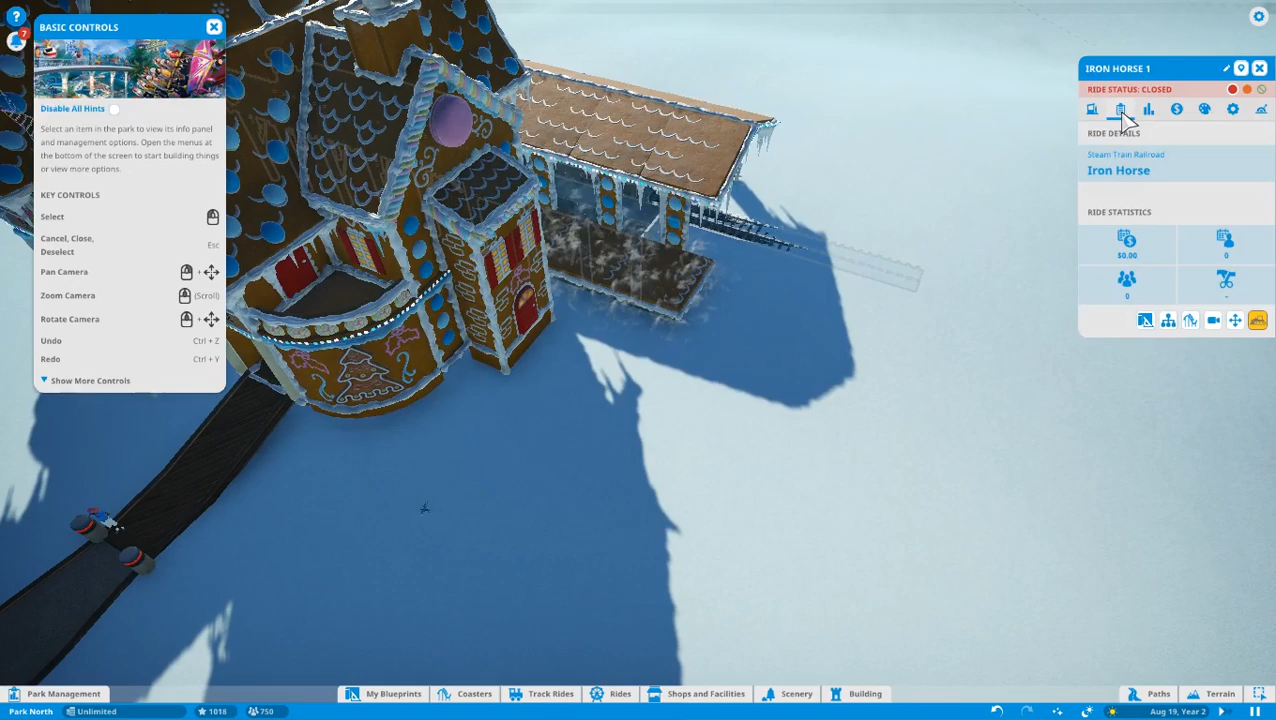 ?
7
BASIC CONTROLS
Disable All Hints
Select an item in the park to view its info panel
and management options. Open the menus at
the bottom of the screen to start building things
or view more options.
KEY CONTROLS
Select
Cancel, Close,
Deselect
Esc
Pan Camera
+
Zoom Camera
(Scroll)
Rotate Camera
+
Undo
Ctrl + Z
Redo
Ctrl + Y
Show More Controls
IRON HORSE 1
RIDE STATUS: CLOSED
RIDE DETAILS
Steam Train Railroad
Iron Horse
RIDE STATISTICS
$0.00
0
0
-
Park Management
My Blueprints
Coasters
Track Rides
Rides
Shops and Facilities
Scenery
Building
Paths
Terrain
Park North
Unlimited
1018
750
Aug 19, Year 2